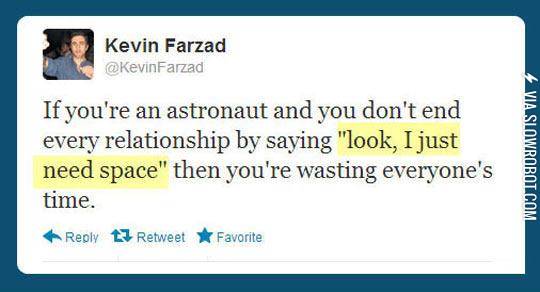 Kevin Farzad
@KevinFarzad
If you're an astronaut and you don't end
every relationship by saying "look, I just
need space" then you're wasting everyone's
time.
Reply Retweet Favorite
VIA SLOWROBOT.COM